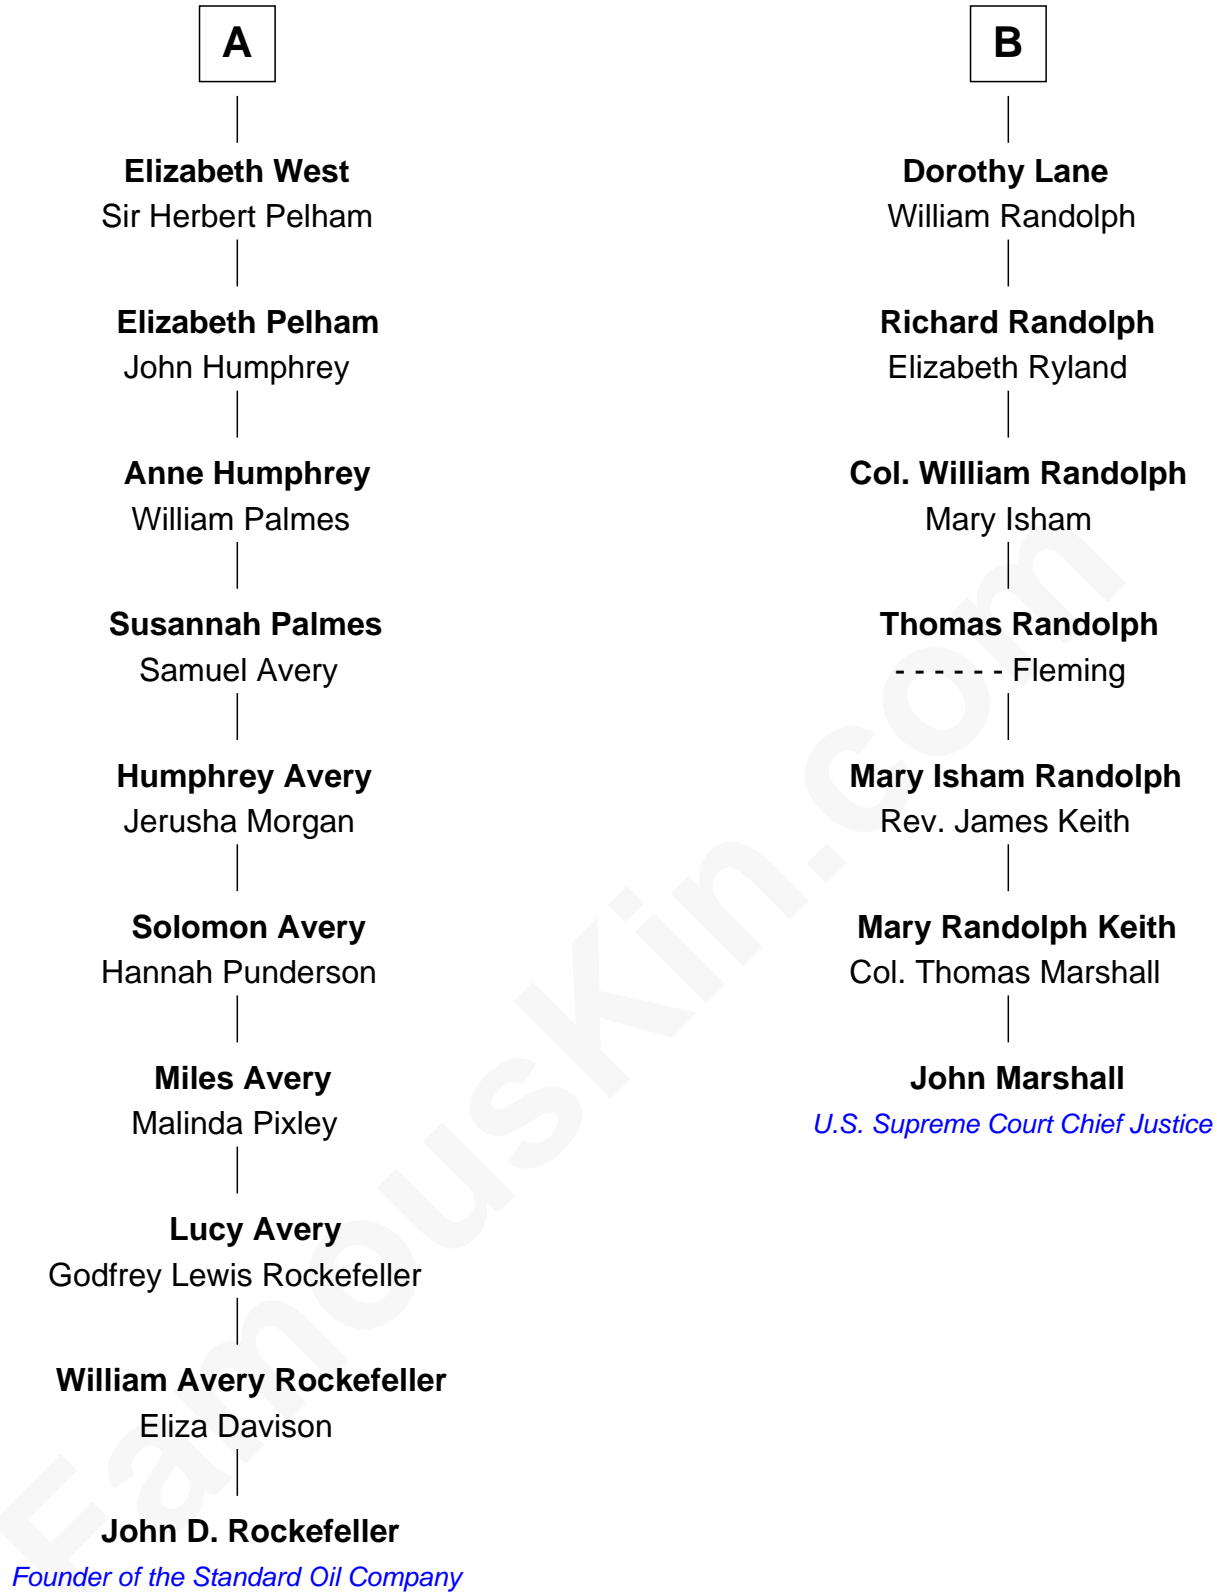 A
Elizabeth West
Sir Herbert Pelham
Elizabeth Pelham
John Humphrey
Anne Humphrey
William Palmes
Susannah Palmes
Samuel Avery
Humphrey Avery
Jerusha Morgan
Solomon Avery
Hannah Punderson
Miles Avery
Malinda Pixley
Lucy Avery
Godfrey Lewis Rockefeller
William Avery Rockefeller
Eliza Davison
John D. Rockefeller
Founder of the Standard Oil Company
B
Dorothy Lane
William Randolph
Richard Randolph
Elizabeth Ryland
Col. William Randolph
Mary Isham
Thomas Randolph
- - - - - - Fleming
Mary Isham Randolph
Rev. James Keith
Mary Randolph Keith
Col. Thomas Marshall
John Marshall
U.S. Supreme Court Chief Justice
FamousKin.com